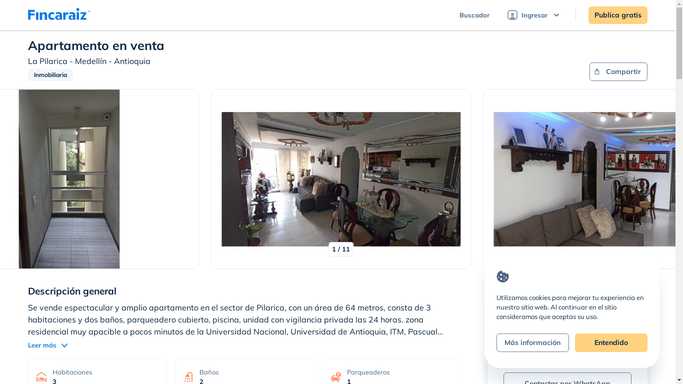 Fincaraiz
Buscador
Ingresar
Publica gratis
Apartamento en venta
La Pilarica - Medellín - Antioquia
Inmobiliaria
Compartir
1 / 11
Descripción general
Se vende espectacular y amplio apartamento en el sector de Pilarica, con un área de 64 metros, consta de 3
habitaciones y dos baños, parqueadero cubierto, piscina, unidad con vigilancia privada las 24 horas. zona
residencial muy apacible a pocos minutos de la Universidad Nacional, Universidad de Antioquia, ITM, Pascual...
Leer más
Habitaciones
3
Baños
2
Parqueaderos
1
Utilizamos cookies para mejorar tu experiencia en
nuestro sitio web. Al continuar en el sitio
consideramos que aceptas su uso.
Más información
Entendido
Contactar por WhatsApp